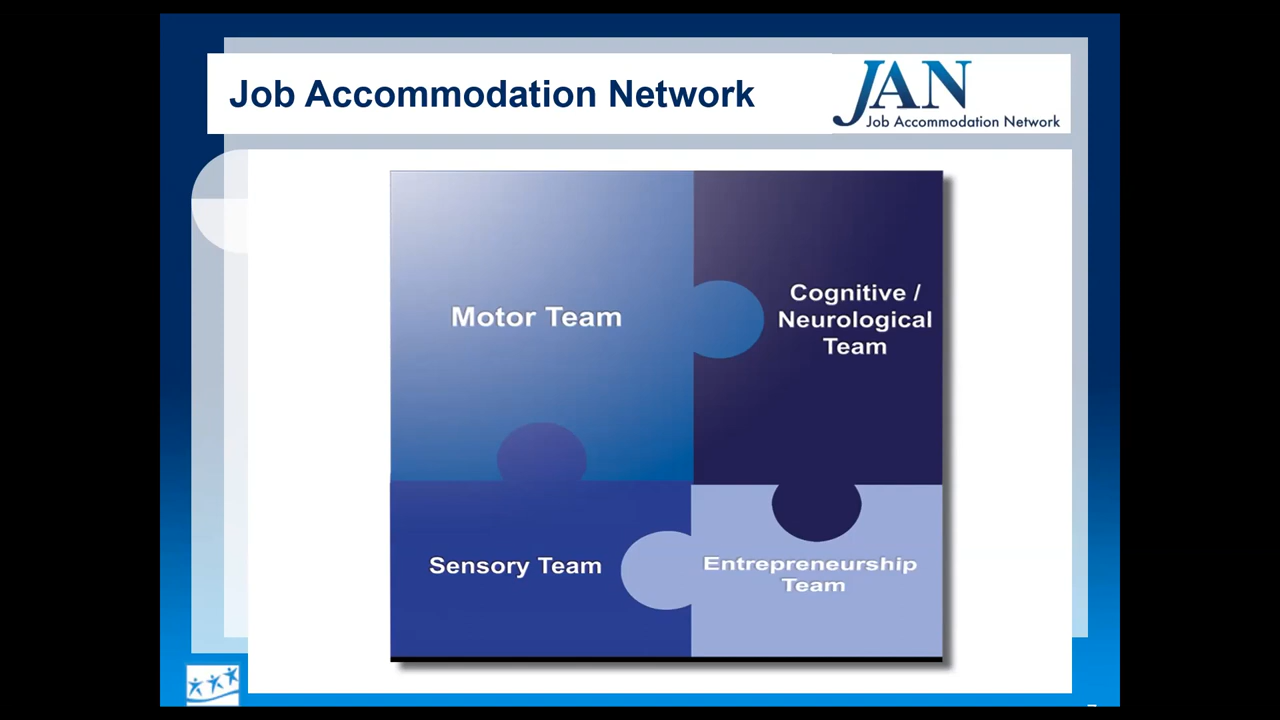 Job Accommodation Network
JAN
Job Accommodation Network
Motor Team
Cognitive /
Neurological
Team
Sensory Team
Entrepreneurship
Team